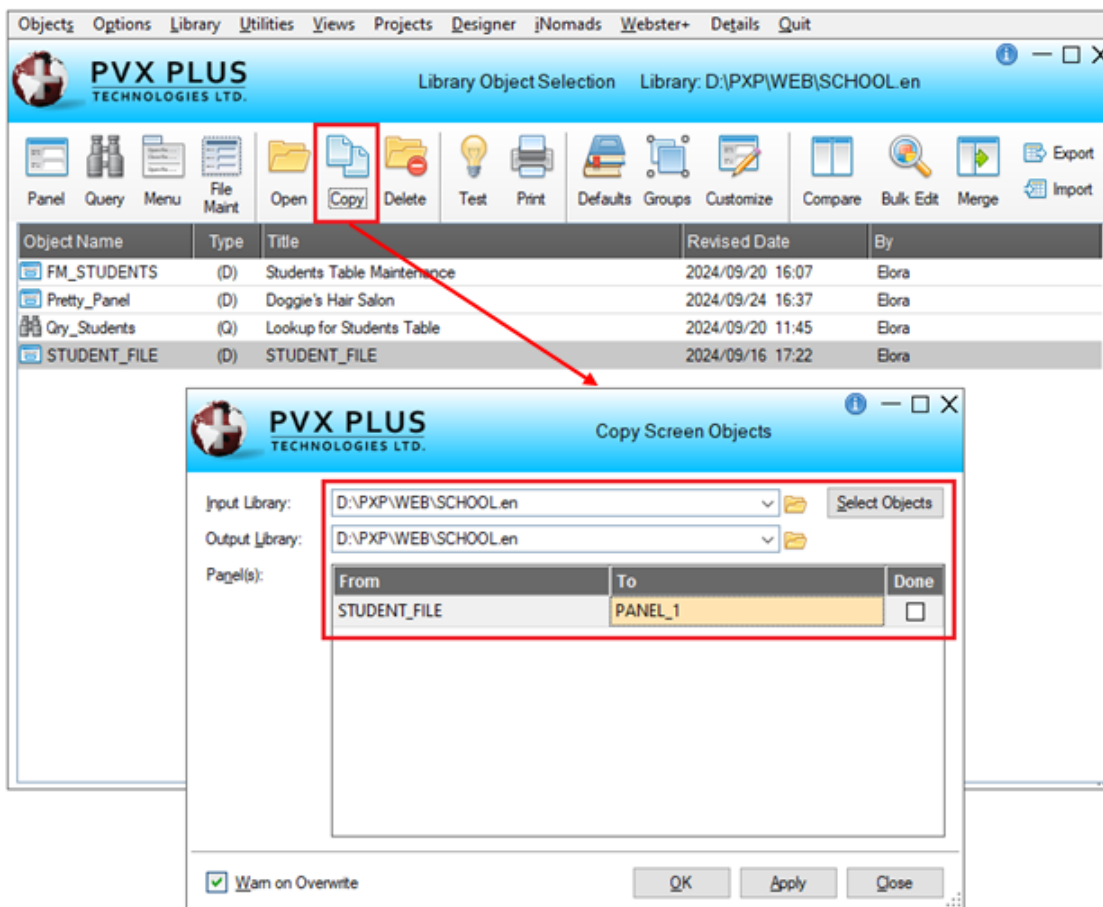 Objects Options Library Utilities Views Projects Designer iNomads Webster+ Details Quit
PVX PLUS
TECHNOLOGIES LTD.
Library Object Selection Library: D:\PXP\WEB\SCHOOL.en
Panel Query Menu File Maint Open Copy Delete Test Print Defaults Groups Customize Compare Bulk Edit Merge Export Import
Object Name Type Title Revised Date By
FM_STUDENTS (D) Students Table Maintenance 2024/09/20 16:07 Elora
Pretty_Panel (D) Doggie's Hair Salon 2024/09/24 16:37 Elora
Qry_Students (Q) Lookup for Students Table 2024/09/20 11:45 Elora
STUDENT_FILE (D) STUDENT_FILE 2024/09/16 17:22 Elora
PVX PLUS
TECHNOLOGIES LTD.
Copy Screen Objects
Input Library: D:\PXP\WEB\SCHOOL.en Select Objects
Output Library: D:\PXP\WEB\SCHOOL.en
Panel(s):
From To Done
STUDENT_FILE PANEL_1
Warn on Overwrite OK Apply Close